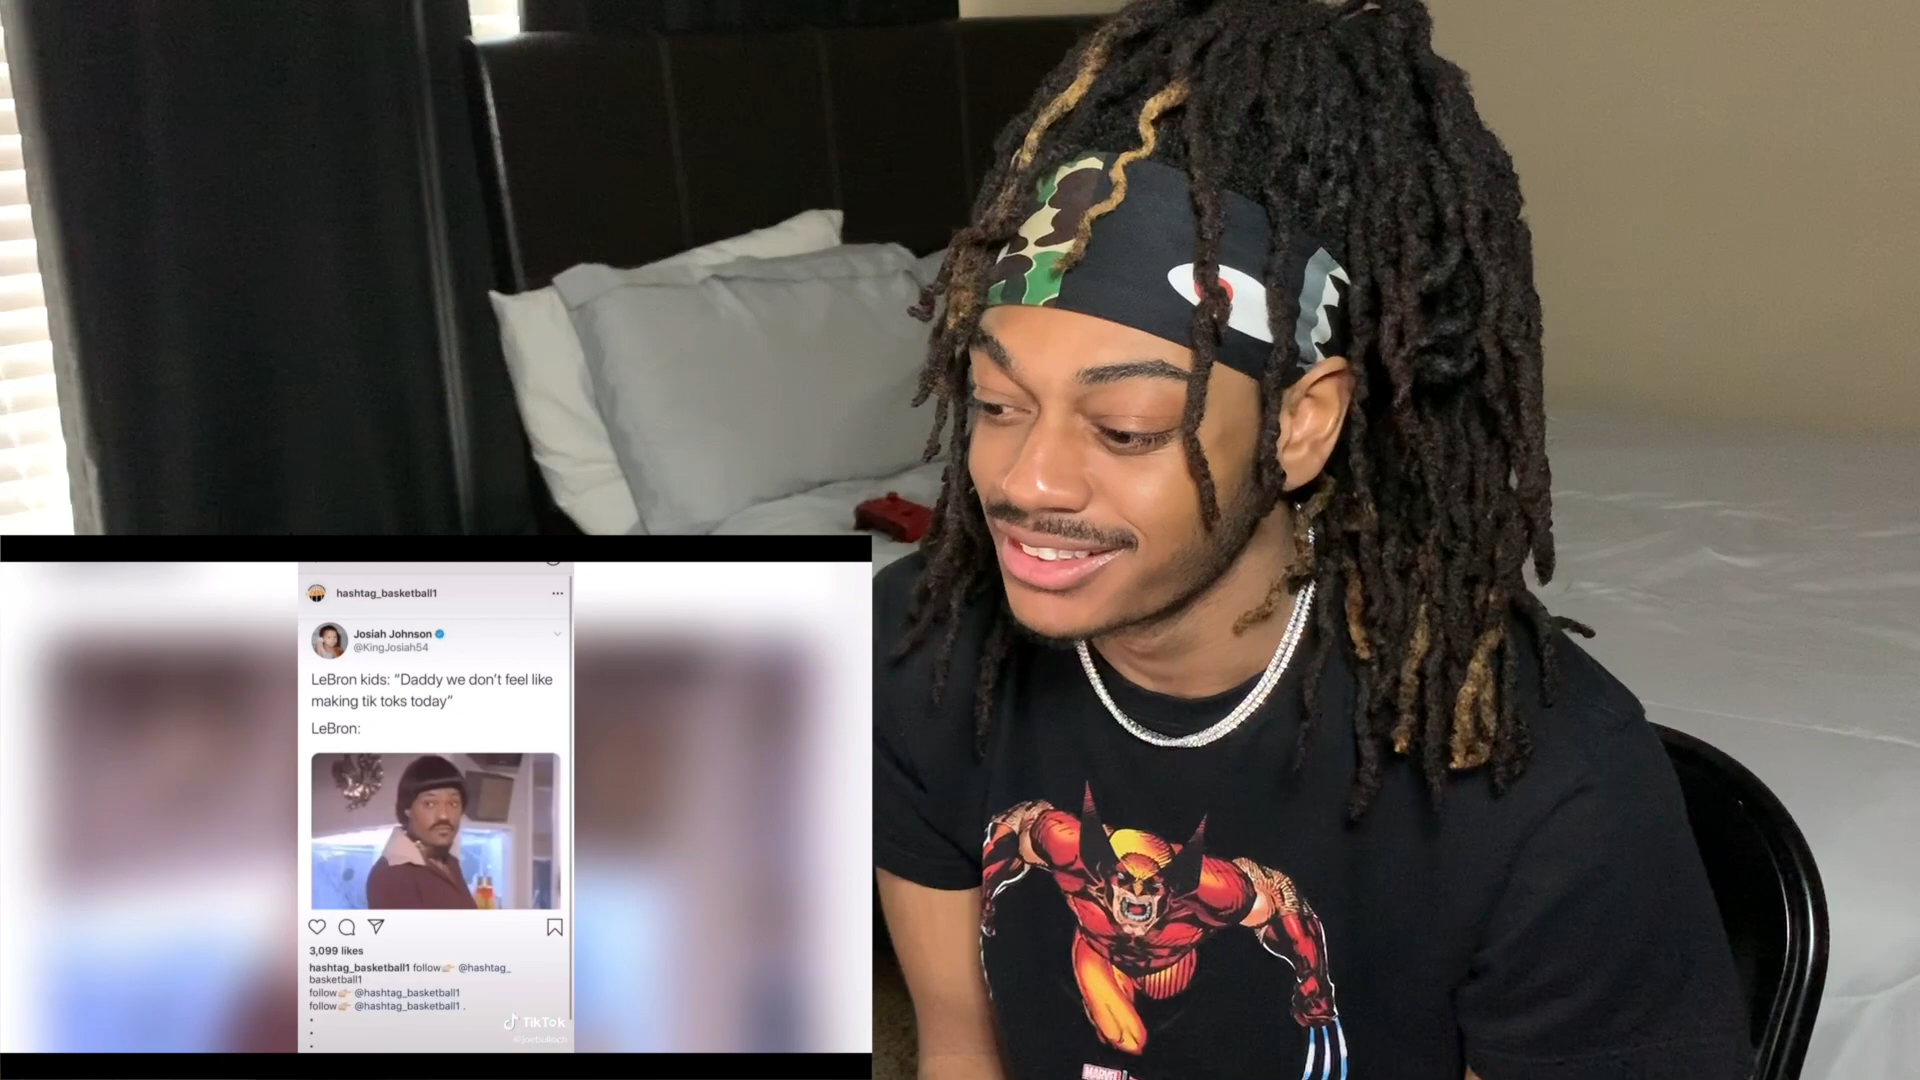 hashtag_basketball1
Josiah Johnson
@KingJosiah54
LeBron kids: “Daddy we don’t feel like
making tik toks today”
LeBron:
3,099 likes
hashtag_basketball1 follow👉🏼 @hashtag_
basketball1
follow👉🏼 @hashtag_basketball1
follow👉🏼 @hashtag_basketball1 .
.
.
.
TikTok
MARVEL